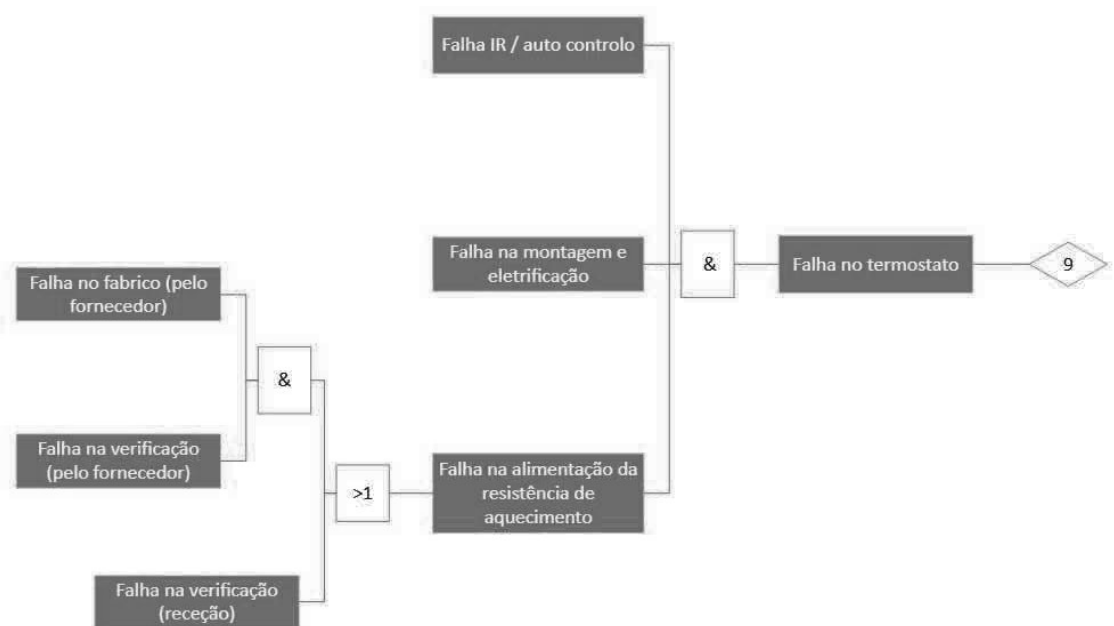 Falha IR / auto controlo
Falha na montagem e
eletrificação
&
Falha no termostato
9
Falha no fabrico (pelo
fornecedor)
&
Falha na verificação
(pelo fornecedor)
>1
Falha na alimentação da
resistência de
aquecimento
Falha na verificação
(receção)